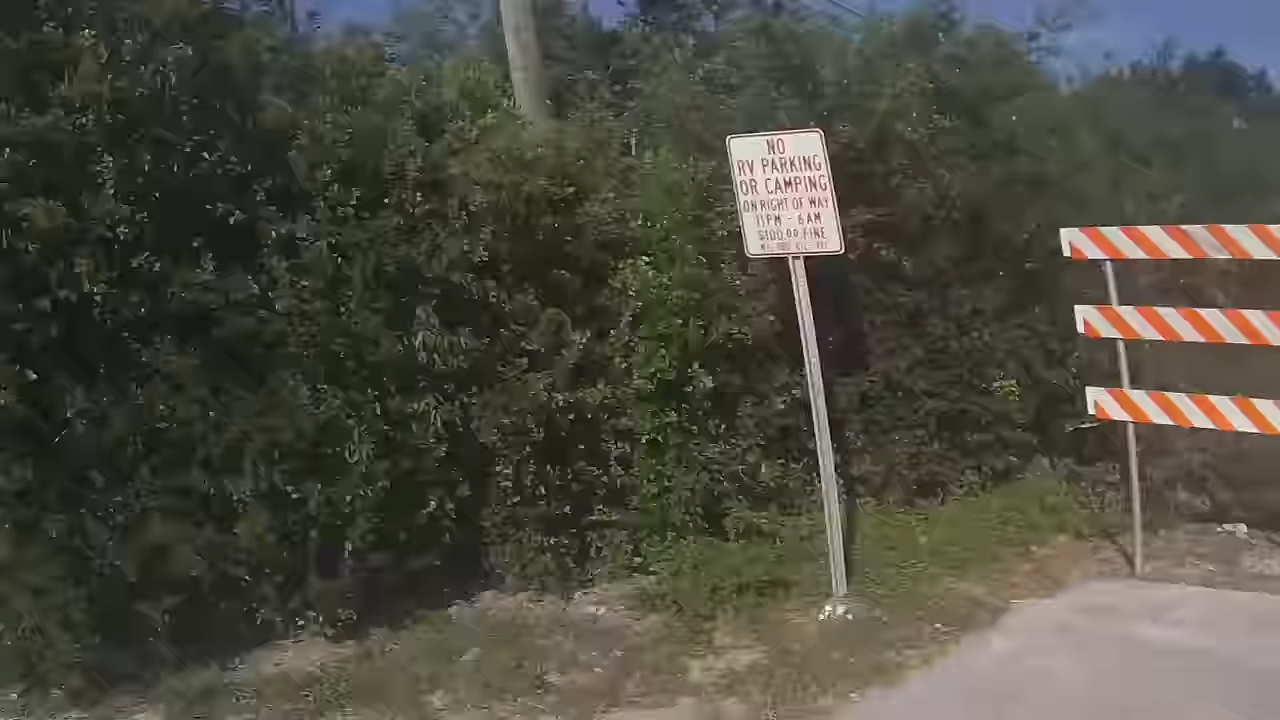 NO
RV PARKING
OR CAMPING
ON RIGHT OF WAY
11PM - 6AM
$100.00 FINE